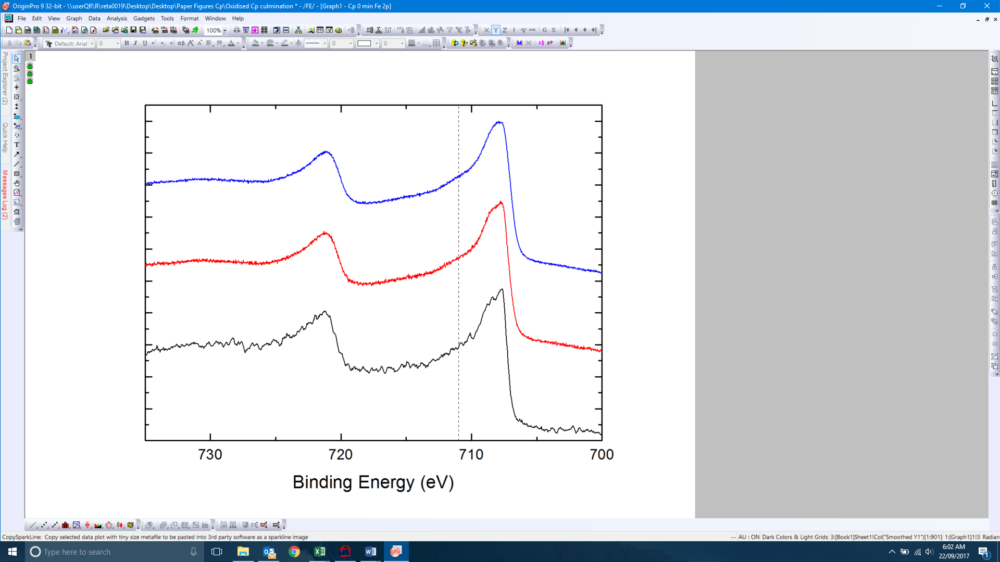 OriginPro 9 32-bit - \\userQR\R\reta0019\Desktop\Desktop\Paper Figures Cp\Oxidised Cp culmination * - /FE/ - [Graph1 - Cp 0 min Fe 2p]
File Edit View Graph Data Analysis Gadgets Tools Format Window Help
100%
X Y Z G S
Default: Arial 0 B I U 0 0
Project Explorer (2)
Quick Help
Messages Log (2)
1
730 720 710 700
Binding Energy (eV)
CopySparkLine: Copy selected data plot with tiny size metafile to be pasted into 3rd party software as a sparkline image
-- AU : ON Dark Colors & Light Grids 3:[Book1]Sheet1!Col("Smoothed Y1")[1:901] 1:[Graph1]1!3 Radian
Type here to search
6:02 AM
22/09/2017
1